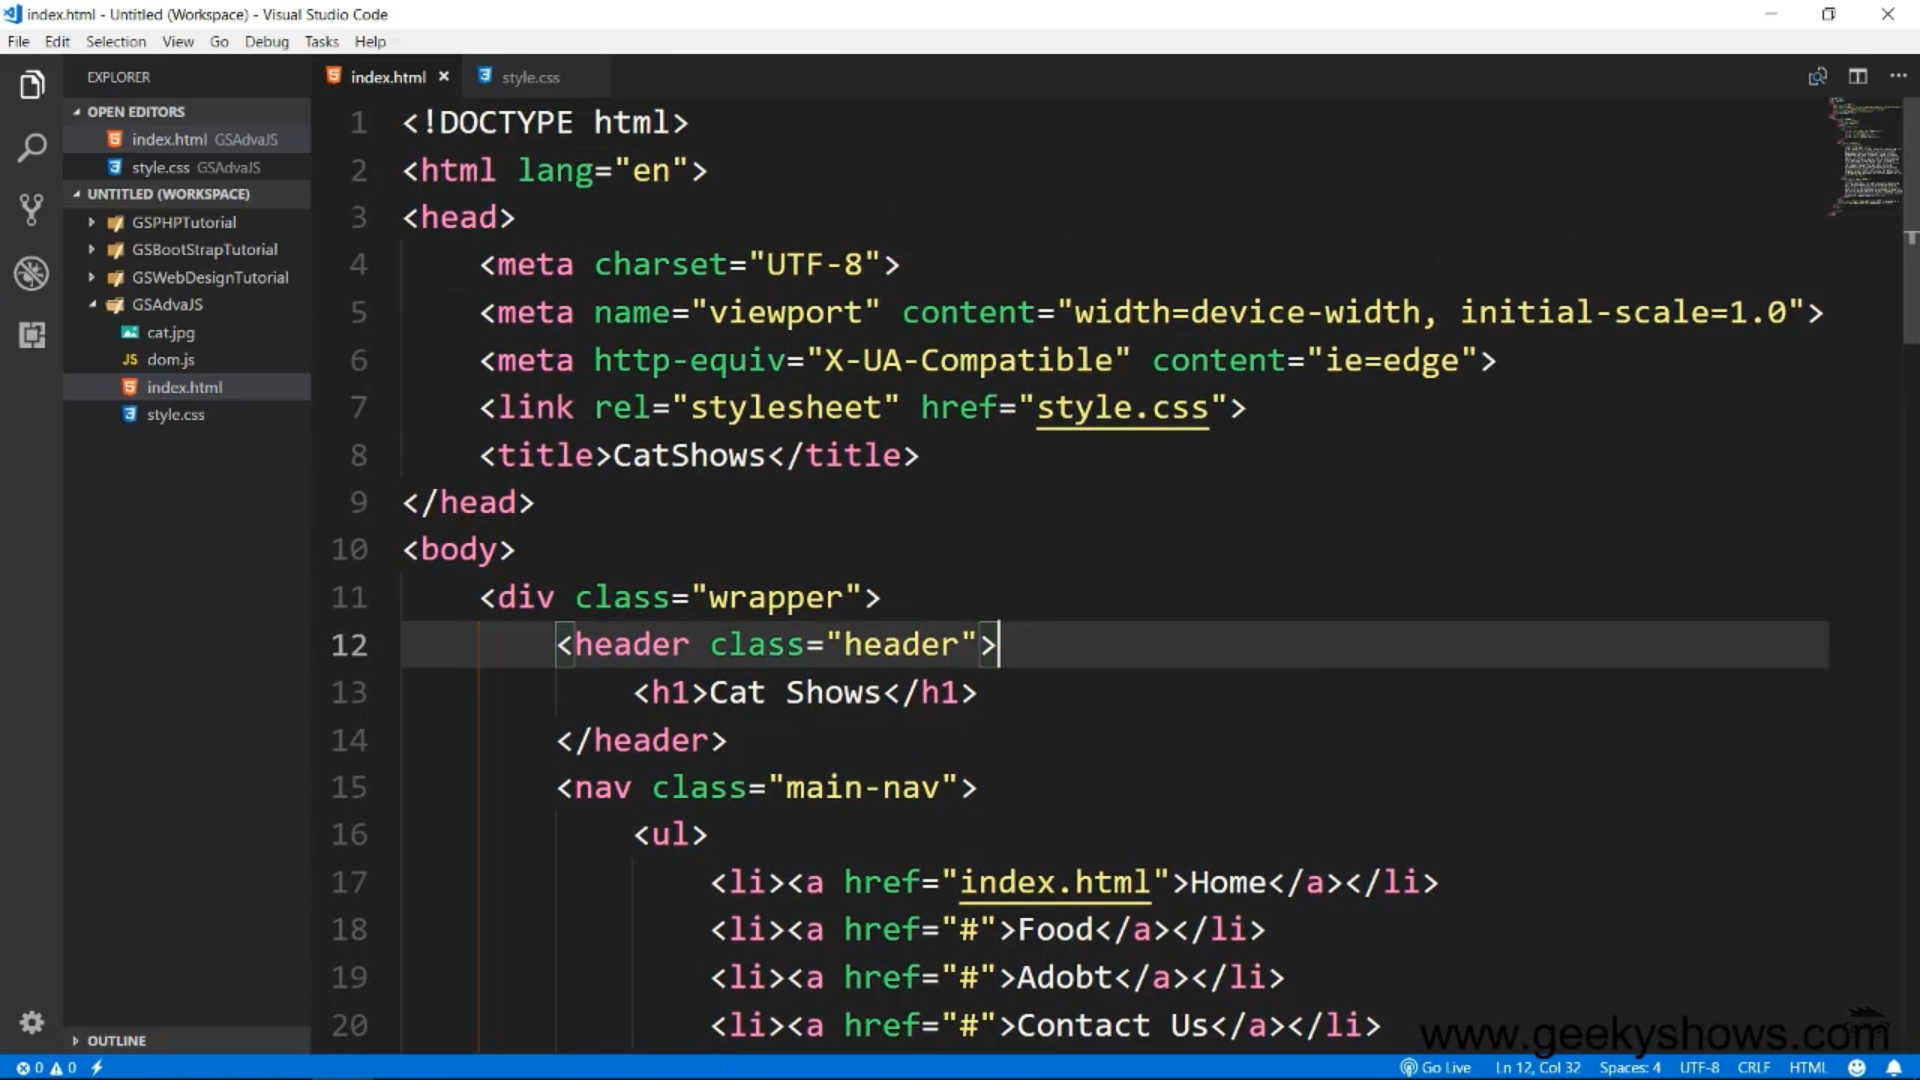 index.html - Untitled (Workspace) - Visual Studio Code
File Edit Selection View Go Debug Tasks Help
EXPLORER
OPEN EDITORS
index.html GSAdvaJS
style.css GSAdvaJS
UNTITLED (WORKSPACE)
GSPHPTutorial
GSBootStrapTutorial
GSWebDesignTutorial
GSAdvaJS
cat.jpg
JS dom.js
index.html
style.css
OUTLINE
index.html style.css
1 <!DOCTYPE html>
2 <html lang="en">
3 <head>
4 <meta charset="UTF-8">
5 <meta name="viewport" content="width=device-width, initial-scale=1.0">
6 <meta http-equiv="X-UA-Compatible" content="ie=edge">
7 <link rel="stylesheet" href="style.css">
8 <title>CatShows</title>
9 </head>
10 <body>
11 <div class="wrapper">
12 <header class="header">
13 <h1>Cat Shows</h1>
14 </header>
15 <nav class="main-nav">
16 <ul>
17 <li><a href="index.html">Home</a></li>
18 <li><a href="#">Food</a></li>
19 <li><a href="#">Adobt</a></li>
20 <li><a href="#">Contact Us</a></li>
www.geekyshows.com
0 0 Go Live Ln 12, Col 32 Spaces: 4 UTF-8 CRLF HTML